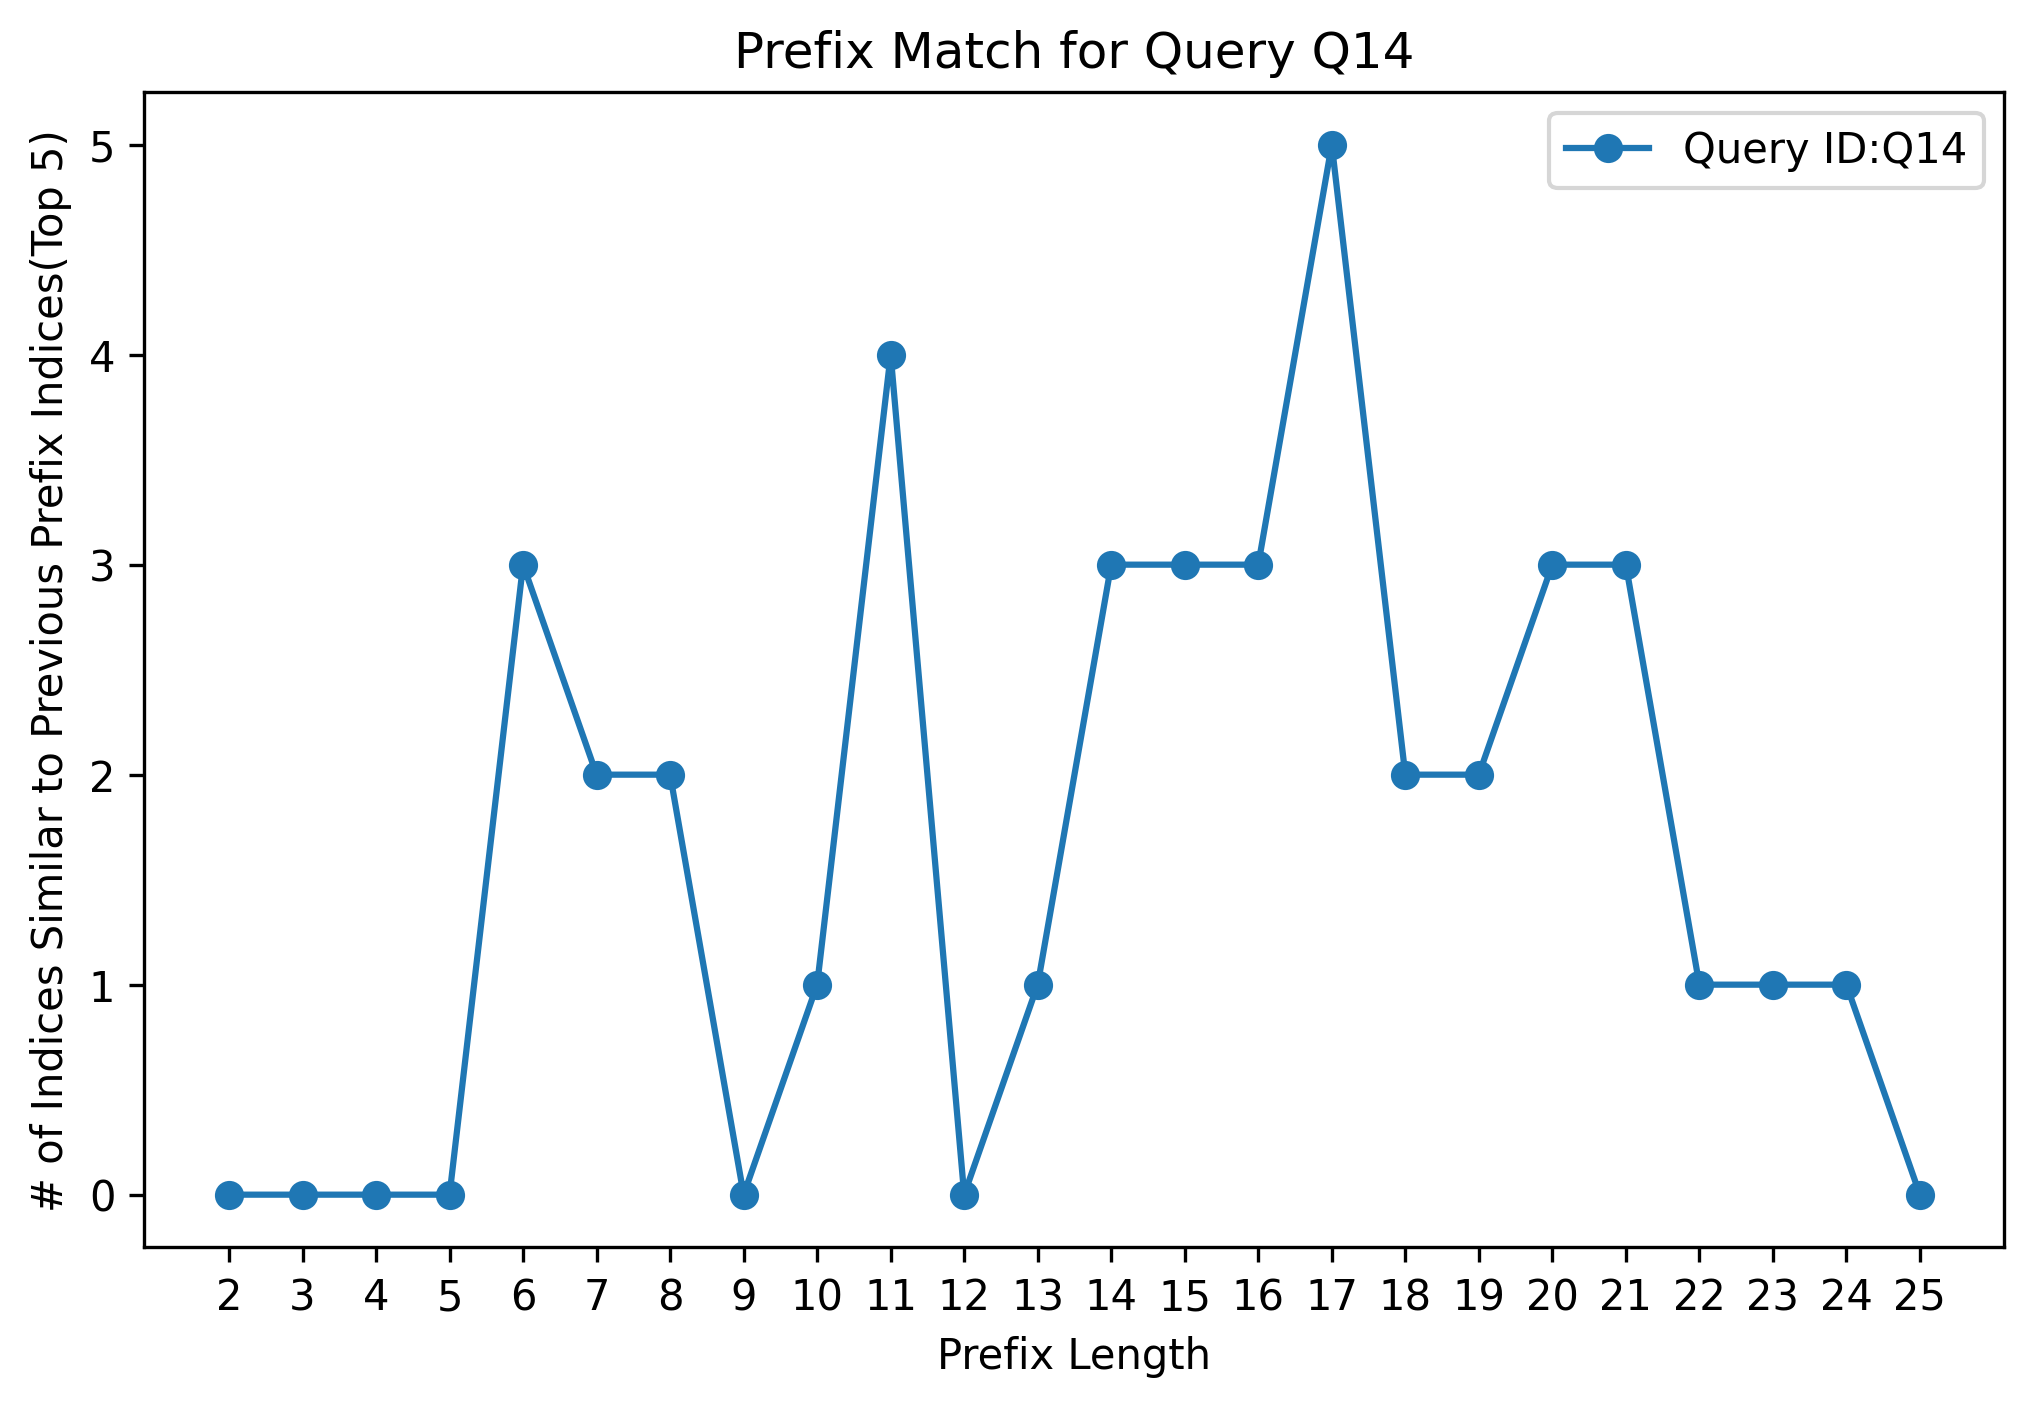 Prefix Match for Query Q14
Query ID:Q14
# of Indices Similar to Previous Prefix Indices(Top 5)
5
4
3
2
1
0
2 3 4 5 6 7 8 9 10 11 12 13 14 15 16 17 18 19 20 21 22 23 24 25
Prefix Length